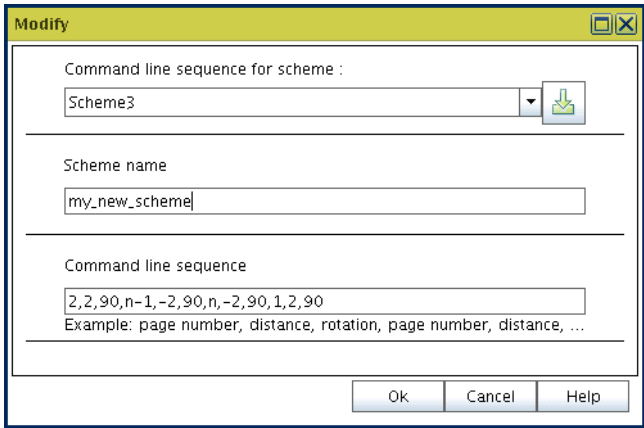 Modify
Command line sequence for scheme :
Scheme3
Scheme name
my_new_scheme
Command line sequence
2,2,90,n-1,-2,90,n,-2,90,1,2,90
Example: page number, distance, rotation, page number, distance, ...
Ok Cancel Help